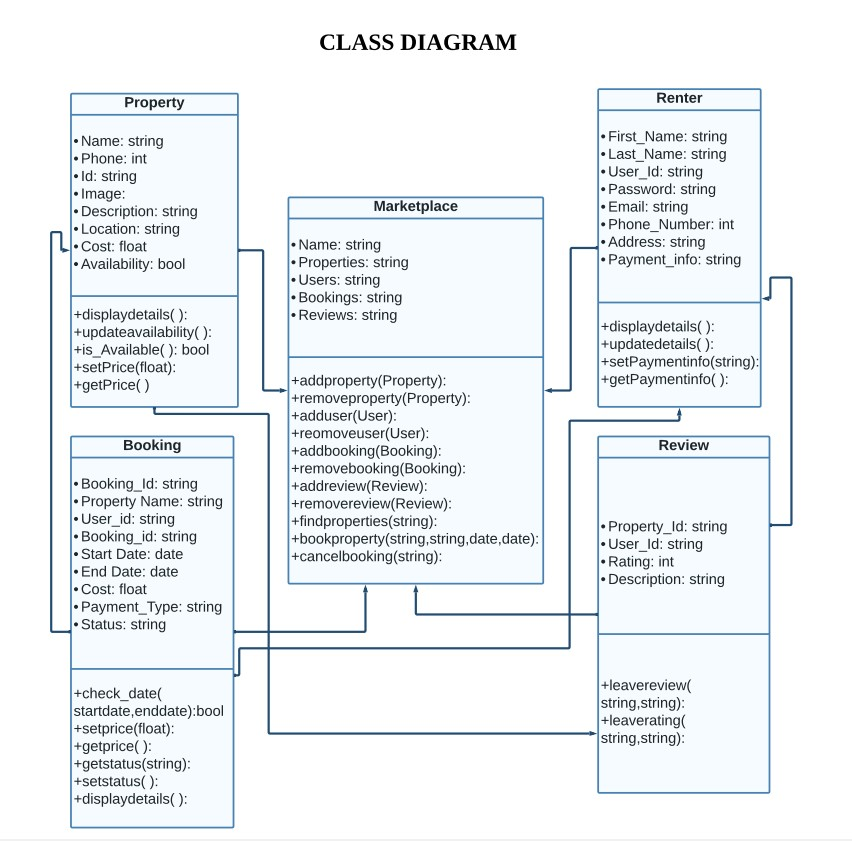 CLASS DIAGRAM
Property
• Name: string
• Phone: int
• Id: string
• Image:
• Description: string
• Location: string
• Cost: float
• Availability: bool
+displaydetails( ):
+updateavailability( ):
+is_Available( ): bool
+setPrice(float):
+getPrice( )
Renter
• First_Name: string
• Last_Name: string
• User_Id: string
• Password: string
• Email: string
• Phone_Number: int
• Address: string
• Payment_info: string
+displaydetails( ):
+updatedetails( ):
+setPaymentinfo(string):
+getPaymentinfo( ):
Marketplace
• Name: string
• Properties: string
• Users: string
• Bookings: string
• Reviews: string
+addproperty(Property):
+removeproperty(Property):
+adduser(User):
+reomoveuser(User):
+addbooking(Booking):
+removebooking(Booking):
+addreview(Review):
+removereview(Review):
+findproperties(string):
+bookproperty(string,string,date,date):
+cancelbooking(string):
Booking
• Booking_Id: string
• Property Name: string
• User_id: string
• Booking_id: string
• Start Date: date
• End Date: date
• Cost: float
• Payment_Type: string
• Status: string
+check_date(
startdate,enddate):bool
+setprice(float):
+getprice( ):
+getstatus(string):
+setstatus( ):
+displaydetails( ):
Review
• Property_Id: string
• User_Id: string
• Rating: int
• Description: string
+leavereview(
string,string):
+leaverating(
string,string):